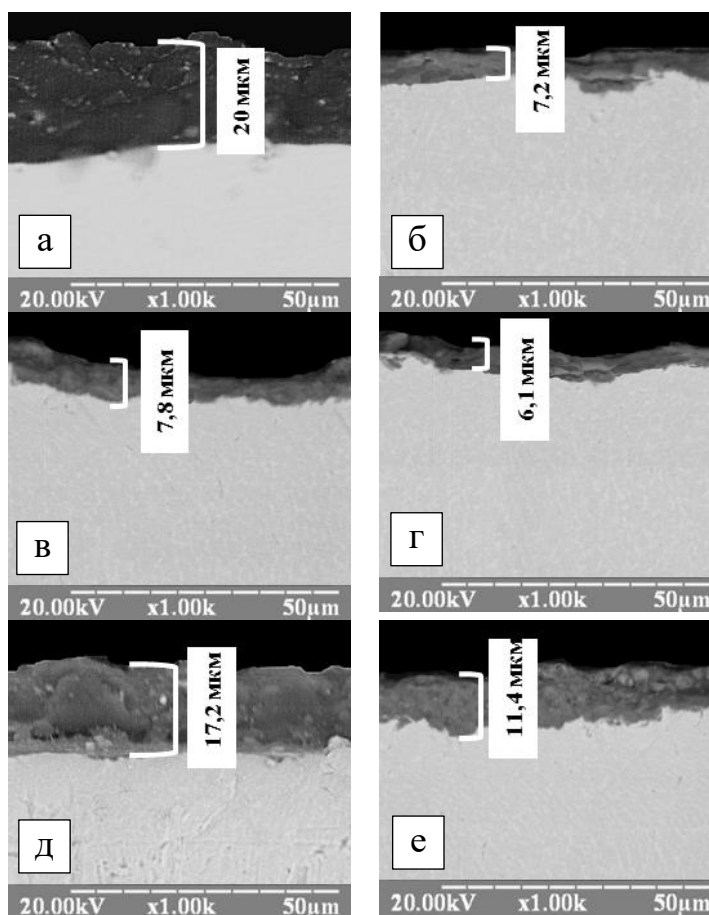 20 мкм
а
20.00kV x1.00k 50µm
7,2 мкм
б
20.00kV x1.00k 50µm
7,8 мкм
в
20.00kV x1.00k 50µm
6,1 мкм
г
20.00kV x1.00k 50µm
17,2 мкм
д
20.00kV x1.00k 50µm
11,4 мкм
е
20.00kV x1.00k 50µm